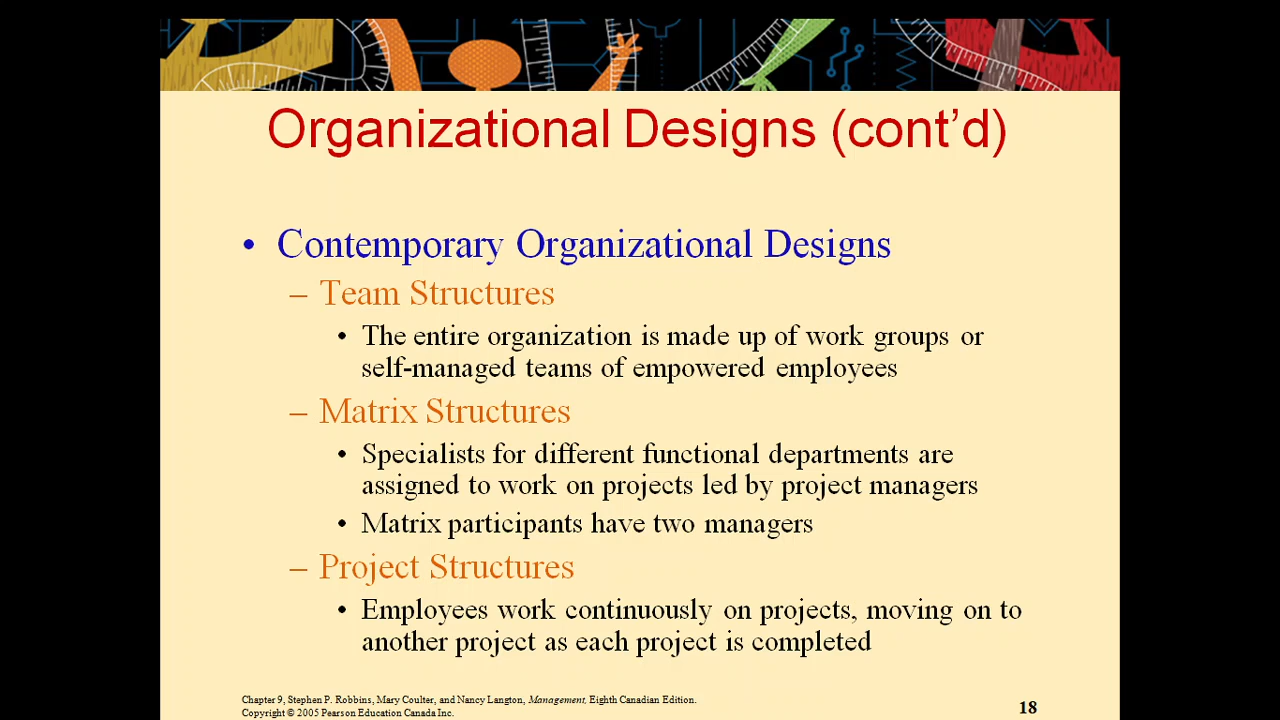 Organizational Designs (cont’d)
• Contemporary Organizational Designs
– Team Structures
• The entire organization is made up of work groups or
self-managed teams of empowered employees
– Matrix Structures
• Specialists for different functional departments are
assigned to work on projects led by project managers
• Matrix participants have two managers
– Project Structures
• Employees work continuously on projects, moving on to
another project as each project is completed
Chapter 9, Stephen P. Robbins, Mary Coulter, and Nancy Langton, Management, Eighth Canadian Edition.
Copyright © 2005 Pearson Education Canada Inc.
18